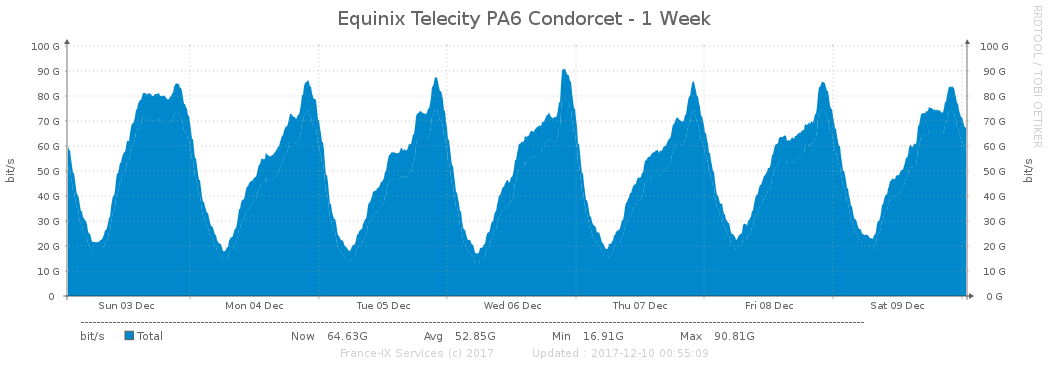 Equinix Telecity PA6 Condorcet - 1 Week
RRDTOOL / TOBI OETIKER
bit/s
100 G
90 G
80 G
70 G
60 G
50 G
40 G
30 G
20 G
10 G
0
100 G
90 G
80 G
70 G
60 G
50 G
40 G
30 G
20 G
10 G
0 G
bit/s
Sun 03 Dec Mon 04 Dec Tue 05 Dec Wed 06 Dec Thu 07 Dec Fri 08 Dec Sat 09 Dec
bit/s Total Now 64.63G Avg 52.85G Min 16.91G Max 90.81G
France-IX Services (c) 2017 Updated : 2017-12-10 00:55:09